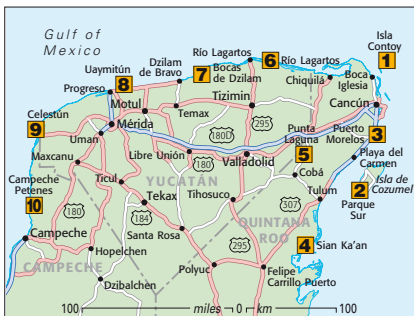 Gulf of
Mexico
Isla
Contoy
1
Río Lagartos
6
Río Lagartos
Dzilam
de Bravo
7
Bocas
de Dzilam
Chiquilá
Boca
Iglesia
Uaymitún
8
Progreso
Motul
Temax
Tizimin
Cancún
Celestún
9
Mérida
180D
295
Punta
Laguna
5
Puerto
Morelos
3
Uman
Maxcanu
Libre Unión
180
Valladolid
180
Playa del
Carmen
Campeche
Petenes
10
Ticul
YUCATÁN
Cobá
Isla de
Cozumel
2
Parque
Sur
Tekax
Tihosuco
307
Tulum
180
184
Campeche
Santa Rosa
QUINTANA
ROO
4
Sian Ka'an
Hopelchen
295
CAMPECHE
Polyuc
Felipe
Carrillo Puerto
Dzibalchen
100 miles 0 km 100